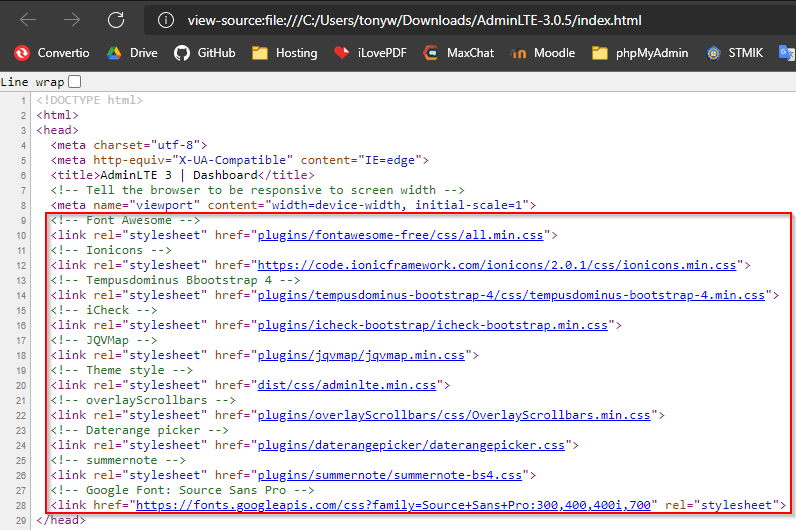 view-source:file:///C:/Users/tonyw/Downloads/AdminLTE-3.0.5/index.html
Convertio Drive GitHub Hosting iLovePDF MaxChat Moodle phpMyAdmin STMIK
Line wrap
1 <!DOCTYPE html>
2 <html>
3 <head>
4 <meta charset="utf-8">
5 <meta http-equiv="X-UA-Compatible" content="IE=edge">
6 <title>AdminLTE 3 | Dashboard</title>
7 <!-- Tell the browser to be responsive to screen width -->
8 <meta name="viewport" content="width=device-width, initial-scale=1">
9 <!-- Font Awesome -->
10 <link rel="stylesheet" href="plugins/fontawesome-free/css/all.min.css">
11 <!-- Ionicons -->
12 <link rel="stylesheet" href="https://code.ionicframework.com/ionicons/2.0.1/css/ionicons.min.css">
13 <!-- Tempusdominus Bbootstrap 4 -->
14 <link rel="stylesheet" href="plugins/tempusdominus-bootstrap-4/css/tempusdominus-bootstrap-4.min.css">
15 <!-- iCheck -->
16 <link rel="stylesheet" href="plugins/icheck-bootstrap/icheck-bootstrap.min.css">
17 <!-- JQVMap -->
18 <link rel="stylesheet" href="plugins/jqvmap/jqvmap.min.css">
19 <!-- Theme style -->
20 <link rel="stylesheet" href="dist/css/adminlte.min.css">
21 <!-- overlayScrollbars -->
22 <link rel="stylesheet" href="plugins/overlayScrollbars/css/OverlayScrollbars.min.css">
23 <!-- Daterange picker -->
24 <link rel="stylesheet" href="plugins/daterangepicker/daterangepicker.css">
25 <!-- summernote -->
26 <link rel="stylesheet" href="plugins/summernote/summernote-bs4.css">
27 <!-- Google Font: Source Sans Pro -->
28 <link href="https://fonts.googleapis.com/css?family=Source+Sans+Pro:300,400,400i,700" rel="stylesheet">
29 </head>